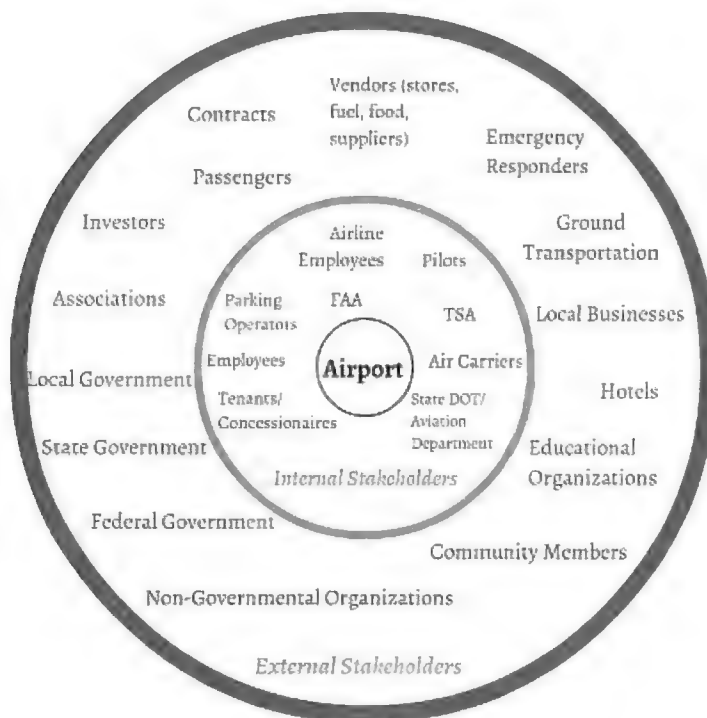 Vendors (stores,
fuel, food,
suppliers)
Contracts
Emergency
Responders
Passengers
Investors
Ground
Transportation
Airline
Employees
Pilots
Associations
Parking
Operators
FAA
TSA
Local Businesses
Employees
Airport
Air Carriers
Local Government
Hotels
Tenants/
Concessionaires
State DOT/
Aviation
Department
State Government
Educational
Organizations
Internal Stakeholders
Federal Government
Community Members
Non-Governmental Organizations
External Stakeholders